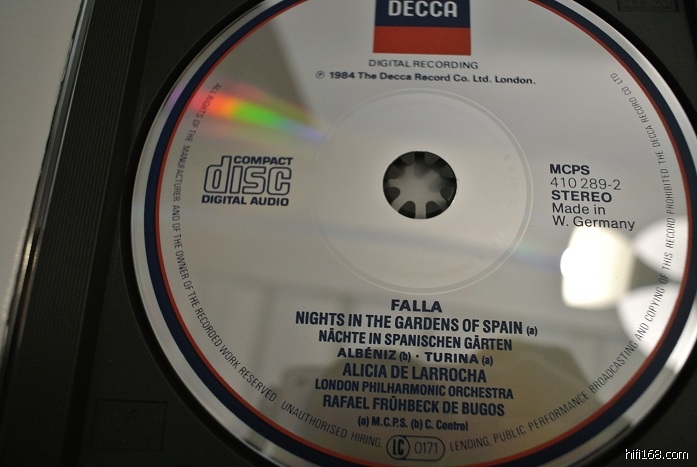 DECCA
DIGITAL RECORDING
℗ 1984 The Decca Record Co. Ltd. London.
COMPACT
disc
DIGITAL AUDIO
MCPS
410 289-2
STEREO
Made in
W. Germany
FALLA
NIGHTS IN THE GARDENS OF SPAIN (a)
NÄCHTE IN SPANISCHEN GÄRTEN
ALBÉNIZ (b) · TURINA (a)
ALICIA DE LARROCHA
LONDON PHILHARMONIC ORCHESTRA
RAFAEL FRÜHBECK DE BUGOS
(a) M.C.P.S. (b) C. Control
LC 0171
ALL RIGHTS OF THE MANUFACTURER AND OF THE OWNER OF THE RECORDED WORK RESERVED UNAUTHORISED HIRING, LENDING, PUBLIC PERFORMANCE BROADCASTING AND COPYING OF THIS RECORD PROHIBITED. THE DECCA RECORD CO LTD
hifi168.com